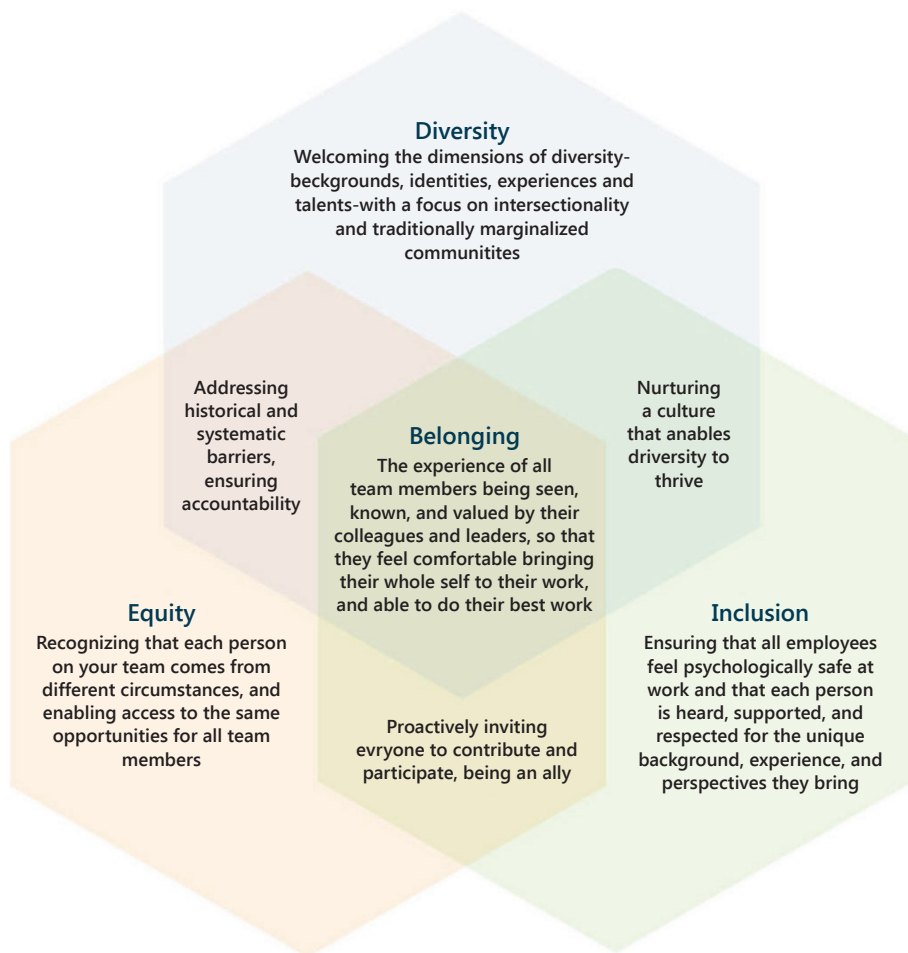 Diversity
Welcoming the dimensions of diversity-
beckgrounds, identities, experiences and
talents-with a focus on intersectionality
and traditionally marginalized
communitites
Addressing
historical and
systematic
barriers,
ensuring
accountability
Belonging
The experience of all
team members being seen,
known, and valued by their
colleagues and leaders, so that
they feel comfortable bringing
their whole self to their work,
and able to do their best work
Nurturing
a culture
that enables
driversity to
thrive
Equity
Recognizing that each person
on your team comes from
different circumstances, and
enabling access to the same
opportunities for all team
members
Proactively inviting
evryone to contribute and
participate, being an ally
Inclusion
Ensuring that all employees
feel psychologically safe at
work and that each person
is heard, supported, and
respected for the unique
background, experience, and
perspectives they bring